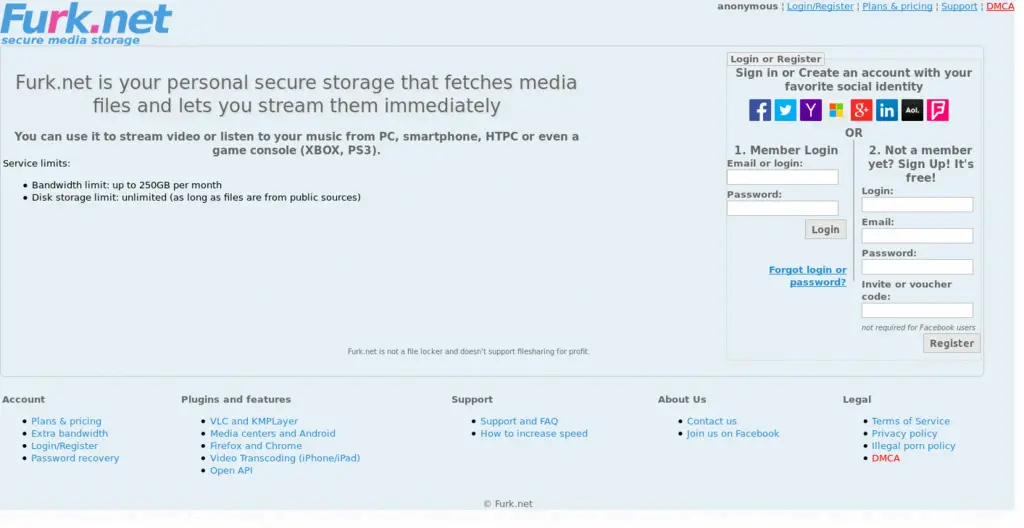 Furk.net
secure media storage
anonymous ¦ Login/Register ¦ Plans & pricing ¦ Support ¦ DMCA
Furk.net is your personal secure storage that fetches media
files and lets you stream them immediately
You can use it to stream video or listen to your music from PC, smartphone, HTPC or even a
game console (XBOX, PS3).
Service limits:
Bandwidth limit: up to 250GB per month
Disk storage limit: unlimited (as long as files are from public sources)
Furk.net is not a file locker and doesn't support filesharing for profit.
Login or Register
Sign in or Create an account with your
favorite social identity
f
Y
g+
in
Aol.
OR
1. Member Login
Email or login:
Password:
Login
Forgot login or
password?
2. Not a member
yet? Sign Up! It's
free!
Login:
Email:
Password:
Invite or voucher
code:
not required for Facebook users
Register
Account
Plans & pricing
Extra bandwidth
Login/Register
Password recovery
Plugins and features
VLC and KMPLayer
Media centers and Android
Firefox and Chrome
Video Transcoding (iPhone/iPad)
Open API
Support
Support and FAQ
How to increase speed
About Us
Contact us
Join us on Facebook
Legal
Terms of Service
Privacy policy
Illegal porn policy
DMCA
© Furk.net